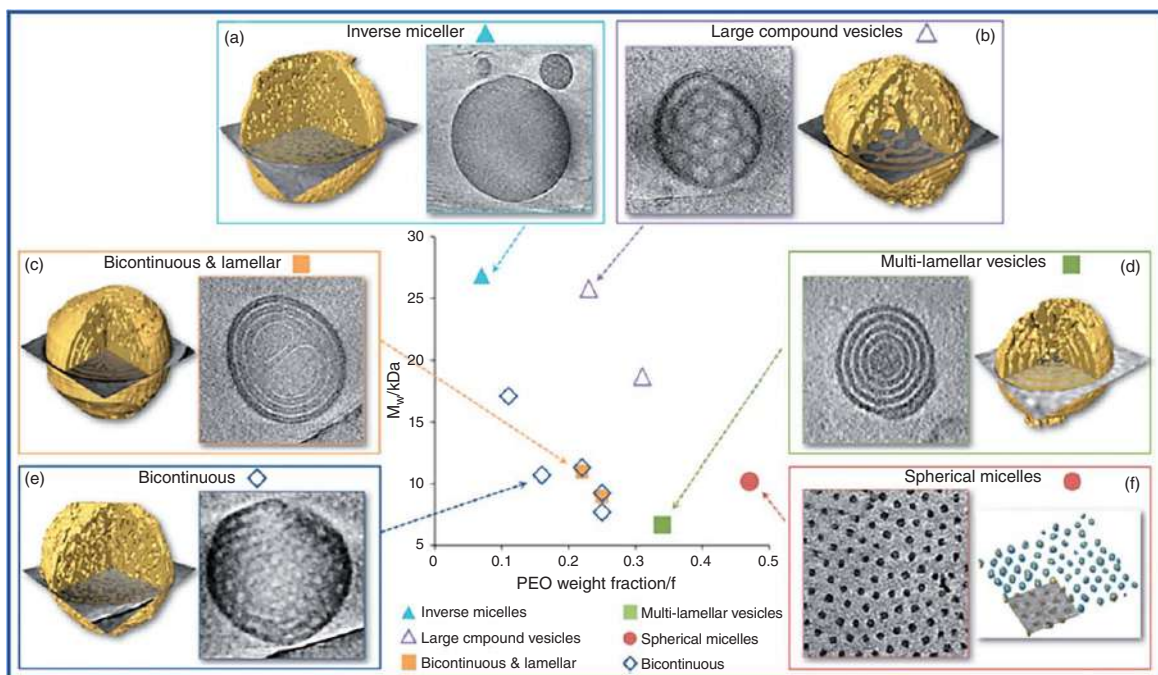 (a)
Inverse miceller
Large compound vesicles
(b)
(c)
Bicontinuous & lamellar
Multi-lamellar vesicles
(d)
(e)
Bicontinuous
Spherical micelles
(f)
30
25
20
15
10
5
M_w/kDa
0
0.1
0.2
0.3
0.4
0.5
PEO weight fraction/f
Inverse micelles
Multi-lamellar vesicles
Large cmpound vesicles
Spherical micelles
Bicontinuous & lamellar
Bicontinuous